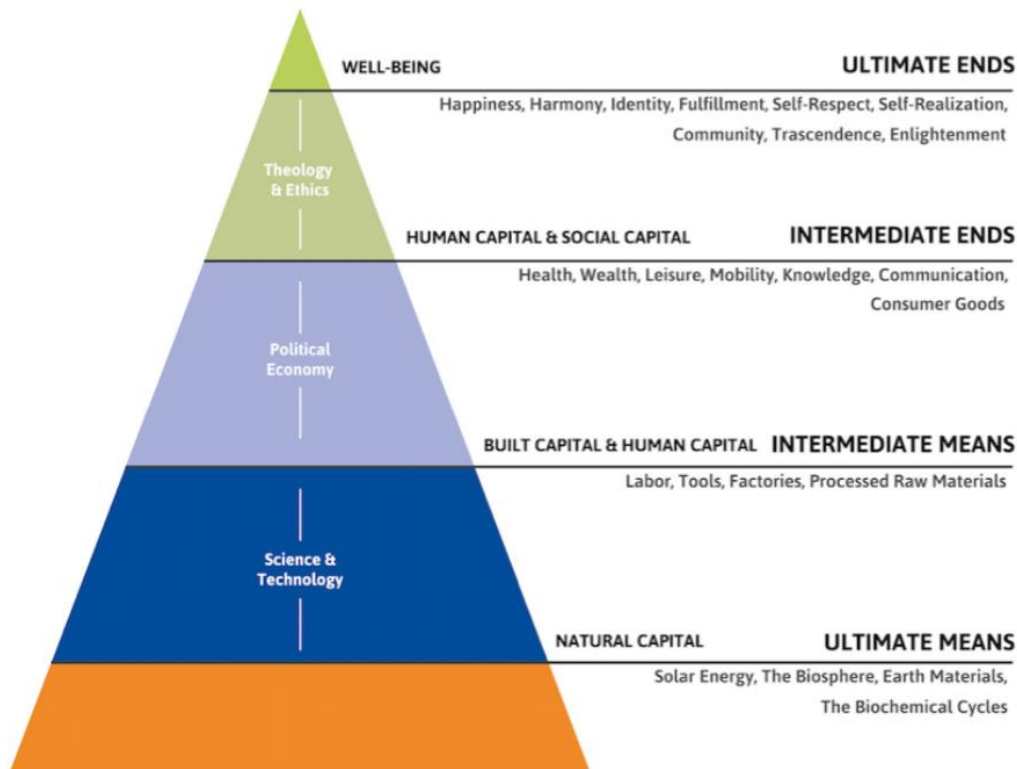 WELL-BEING ULTIMATE ENDS
Happiness, Harmony, Identity, Fulfillment, Self-Respect, Self-Realization,
Community, Trascendence, Enlightenment
Theology
& Ethics
HUMAN CAPITAL & SOCIAL CAPITAL INTERMEDIATE ENDS
Health, Wealth, Leisure, Mobility, Knowledge, Communication,
Consumer Goods
Political
Economy
BUILT CAPITAL & HUMAN CAPITAL INTERMEDIATE MEANS
Labor, Tools, Factories, Processed Raw Materials
Science &
Technology
NATURAL CAPITAL ULTIMATE MEANS
Solar Energy, The Biosphere, Earth Materials,
The Biochemical Cycles